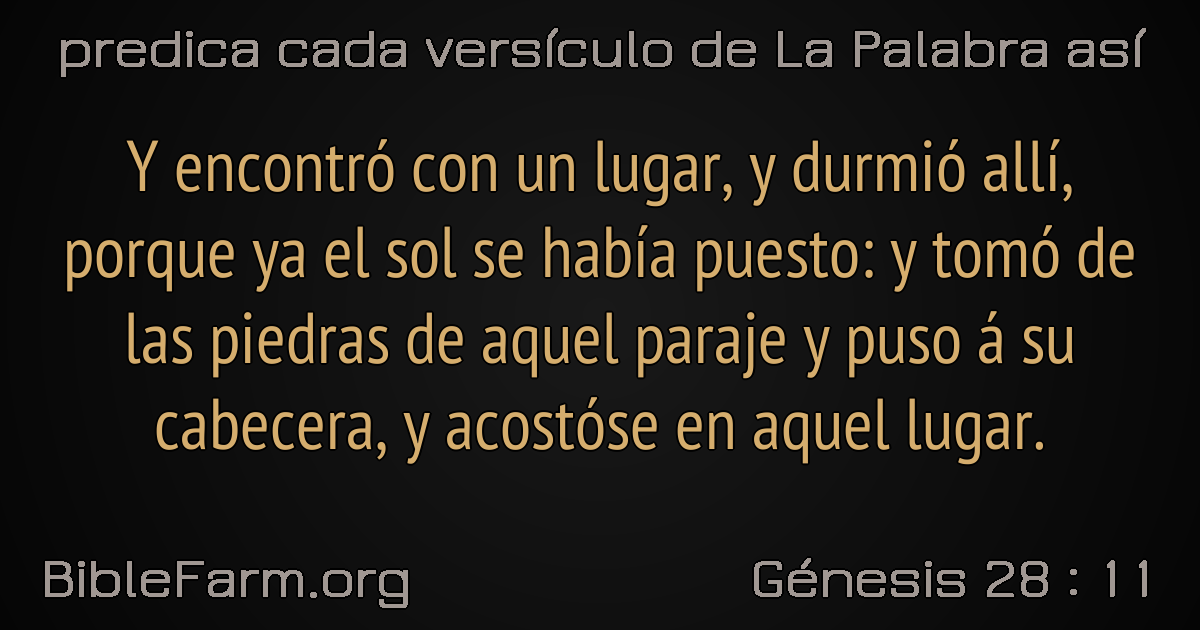 predica cada versículo de La Palabra así
Y encontró con un lugar, y durmió allí,
porque ya el sol se había puesto: y tomó de
las piedras de aquel paraje y puso á su
cabecera, y acostóse en aquel lugar.
BibleFarm.org
Génesis 28 : 11